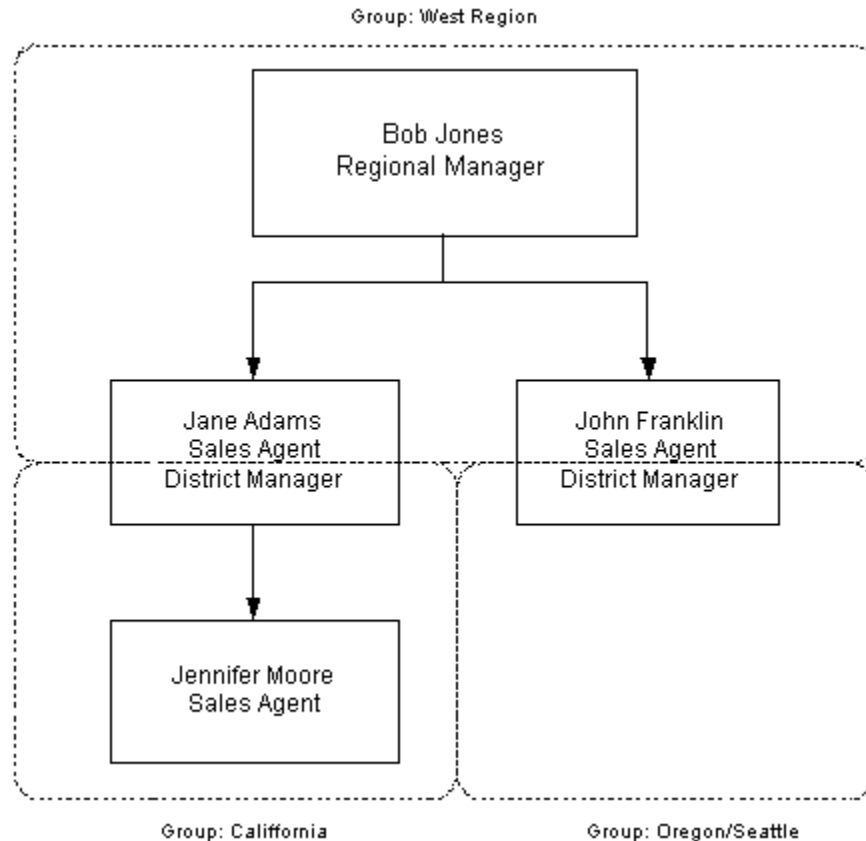 Group: West Region
Bob Jones
Regional Manager
Jane Adams
Sales Agent
District Manager
John Franklin
Sales Agent
District Manager
Jennifer Moore
Sales Agent
Group: Califfornia
Group: Oregon/Seattle